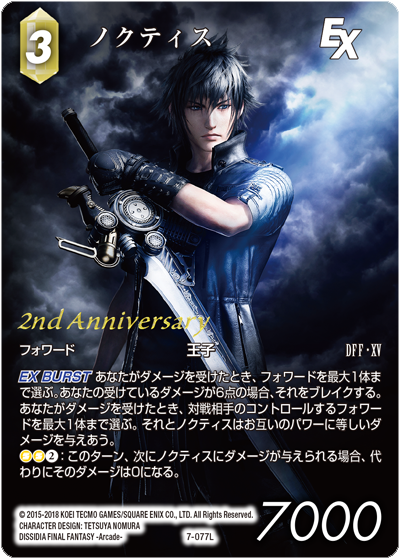 3 ノクティス EX
2nd Anniversary
フォワード 王子 DFF・XV
EX BURST あなたがダメージを受けたとき、フォワードを最大1体ま
で選ぶ。あなたの受けているダメージが6点の場合、それをブレイクする。
あなたがダメージを受けたとき、対戦相手のコントロールするフォワー
ドを最大1体まで選ぶ。それとノクティスはお互いのパワーに等しいダ
メージを与えあう。
2:このターン、次にノクティスにダメージが与えられる場合、代
わりにそのダメージは0になる。
© 2015-2018 KOEI TECMO GAMES/SQUARE ENIX CO., LTD. All Rights Reserved.
CHARACTER DESIGN: TETSUYA NOMURA
DISSIDIA FINAL FANTASY -Arcade- 7-077L
7000